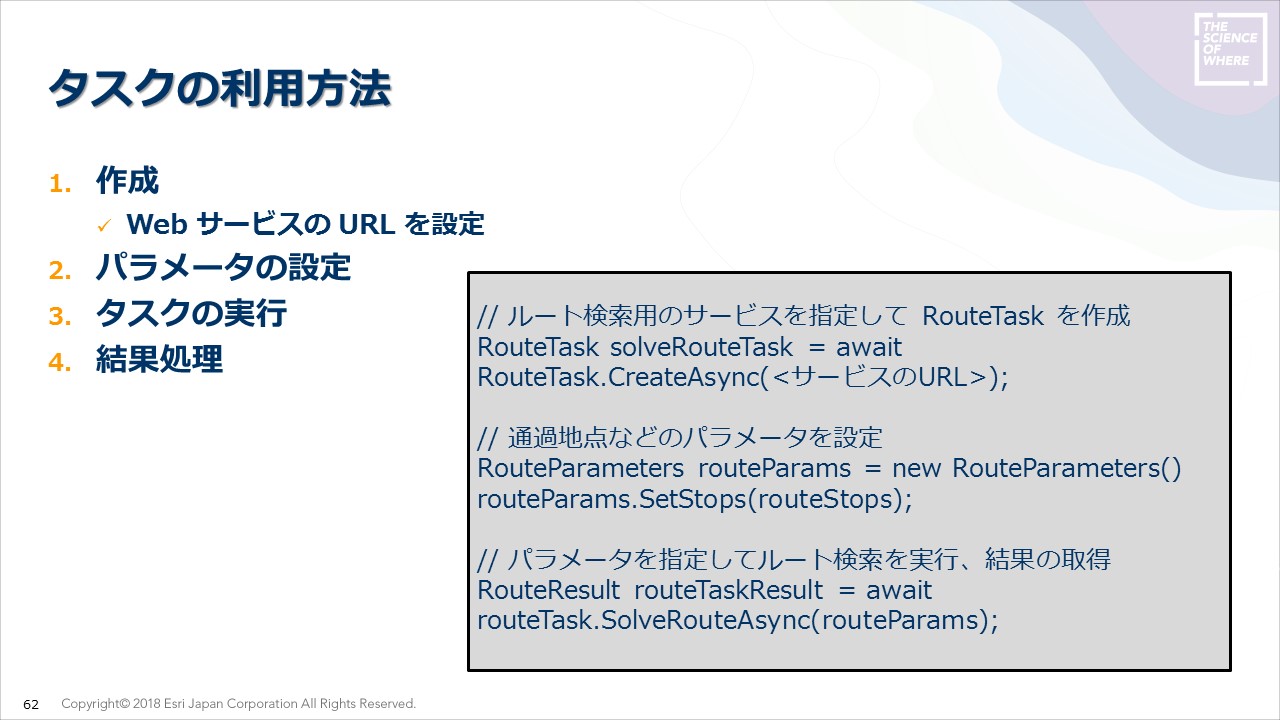 THE
SCIENCE
OF
WHERE
タスクの利用方法
1. 作成
✓ Web サービスの URL を設定
2. パラメータの設定
3. タスクの実行
4. 結果処理
// ルート検索用のサービスを指定して RouteTask を作成
RouteTask solveRouteTask = await
RouteTask.CreateAsync(<サービスのURL>);
// 通過地点などのパラメータを設定
RouteParameters routeParams = new RouteParameters()
routeParams.SetStops(routeStops);
// パラメータを指定してルート検索を実行、結果の取得
RouteResult routeTaskResult = await
routeTask.SolveRouteAsync(routeParams);
62 Copyright© 2018 Esri Japan Corporation All Rights Reserved.